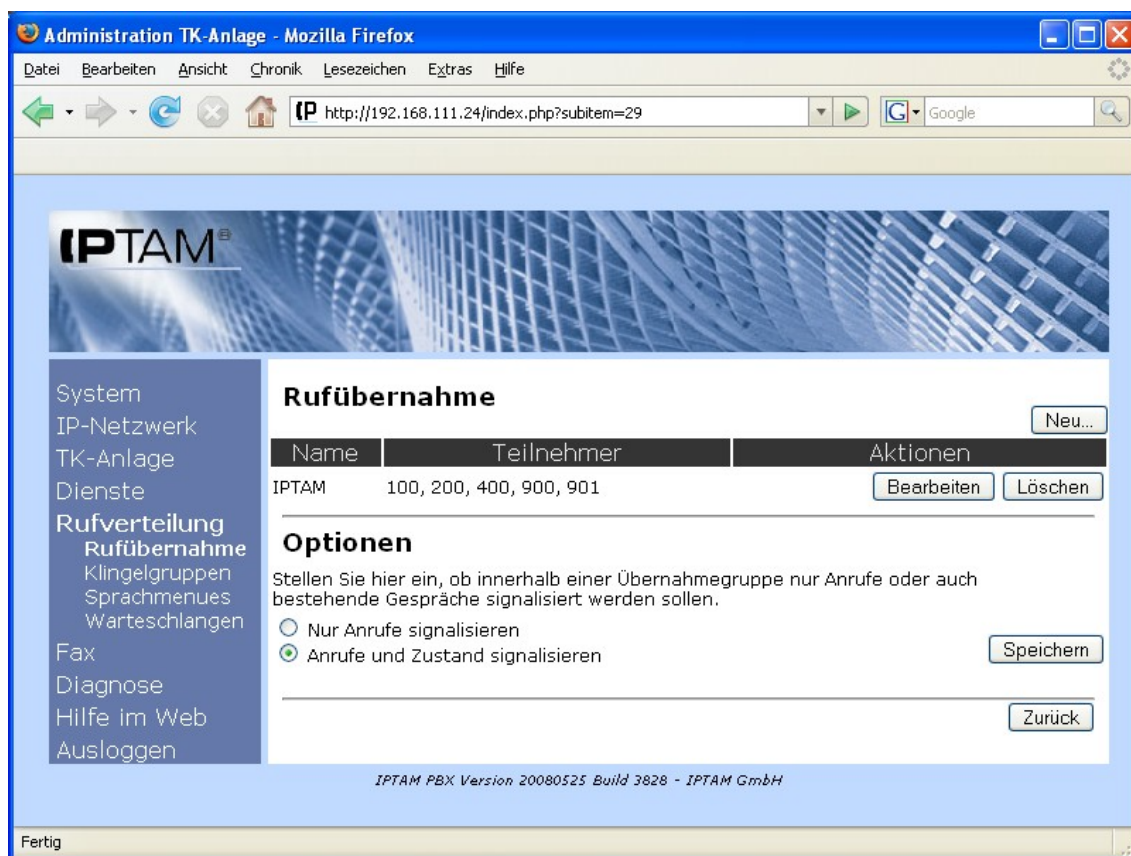 Administration TK-Anlage - Mozilla Firefox
Datei Bearbeiten Ansicht Chronik Lesezeichen Extras Hilfe
IP http://192.168.111.24/index.php?subitem=29 G Google
IPTAM®
System
IP-Netzwerk
TK-Anlage
Dienste
Rufverteilung
Rufübernahme
Klingelgruppen
Sprachmenues
Warteschlangen
Fax
Diagnose
Hilfe im Web
Ausloggen
Rufübernahme
Neu...
Name Teilnehmer Aktionen
IPTAM 100, 200, 400, 900, 901 Bearbeiten Löschen
Optionen
Stellen Sie hier ein, ob innerhalb einer Übernahmegruppe nur Anrufe oder auch
bestehende Gespräche signalisiert werden sollen.
Nur Anrufe signalisieren
Anrufe und Zustand signalisieren Speichern
Zurück
IPTAM PBX Version 20080525 Build 3828 - IPTAM GmbH
Fertig